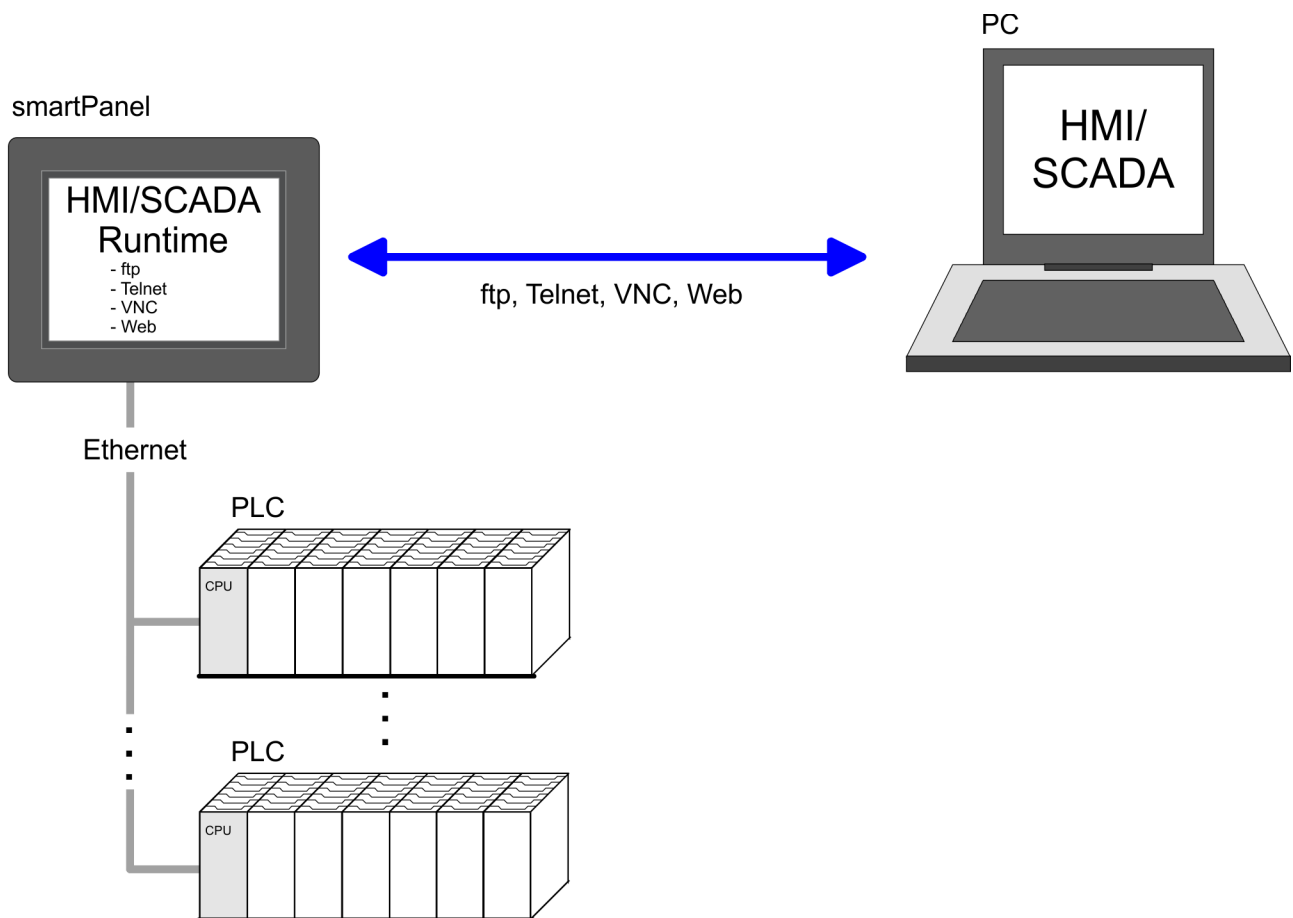 PC
smartPanel
HMI/
SCADA
HMI/SCADA
Runtime
- ftp
- Telnet
- VNC
- Web
ftp, Telnet, VNC, Web
Ethernet
PLC
CPU
PLC
CPU